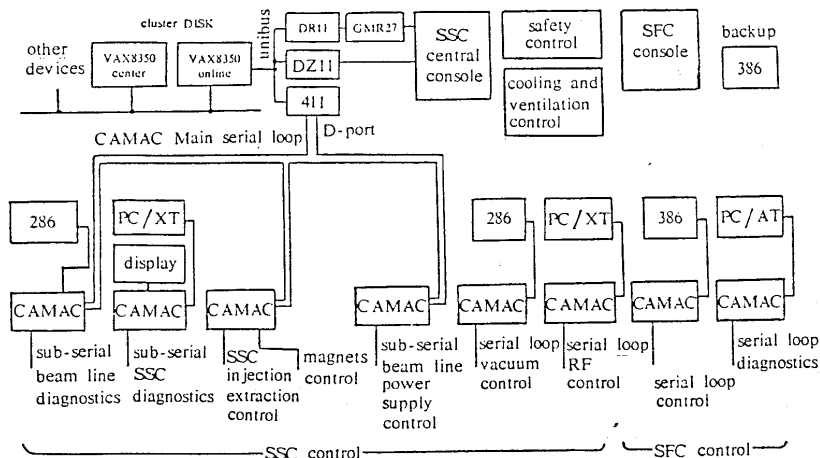 cluster DISK
other
devices
VAX8350
center
VAX8350
online
unibus
DR11
GMR27
DZ11
411
SSC
central
console
safety
control
cooling and
ventilation
control
SFC
console
backup
386
CAMAC Main serial loop
D-port
286
PC/XT
display
286
PC/XT
386
PC/AT
CAMAC
CAMAC
CAMAC
CAMAC
CAMAC
CAMAC
CAMAC
CAMAC
sub-serial
beam line
diagnostics
sub-serial
SSC
diagnostics
SSC
injection
extraction
control
magnets
control
sub-serial
beam line
power
supply
control
serial loop
vacuum
control
serial loop
RF
control
serial loop
control
serial loop
diagnostics
SSC control
SFC control